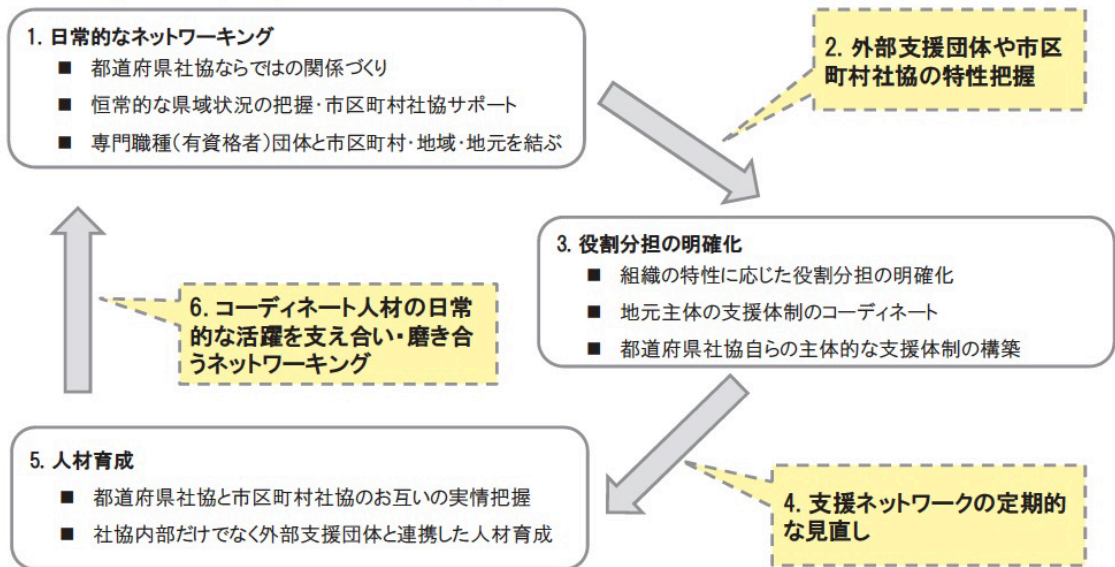 1. 日常的なネットワーキング
■ 都道府県社協ならではの関係づくり
■ 恒常的な県域状況の把握・市区町村社協サポート
■ 専門職種(有資格者)団体と市区町村・地域・地元を結ぶ
2. 外部支援団体や市区
町村社協の特性把握
3. 役割分担の明確化
■ 組織の特性に応じた役割分担の明確化
■ 地元主体の支援体制のコーディネート
■ 都道府県社協自らの主体的な支援体制の構築
4. 支援ネットワークの定期的
な見直し
5. 人材育成
■ 都道府県社協と市区町村社協のお互いの実情把握
■ 社協内部だけでなく外部支援団体と連携した人材育成
6. コーディネート人材の日常
的な活躍を支え合い・磨き合
うネットワーキング